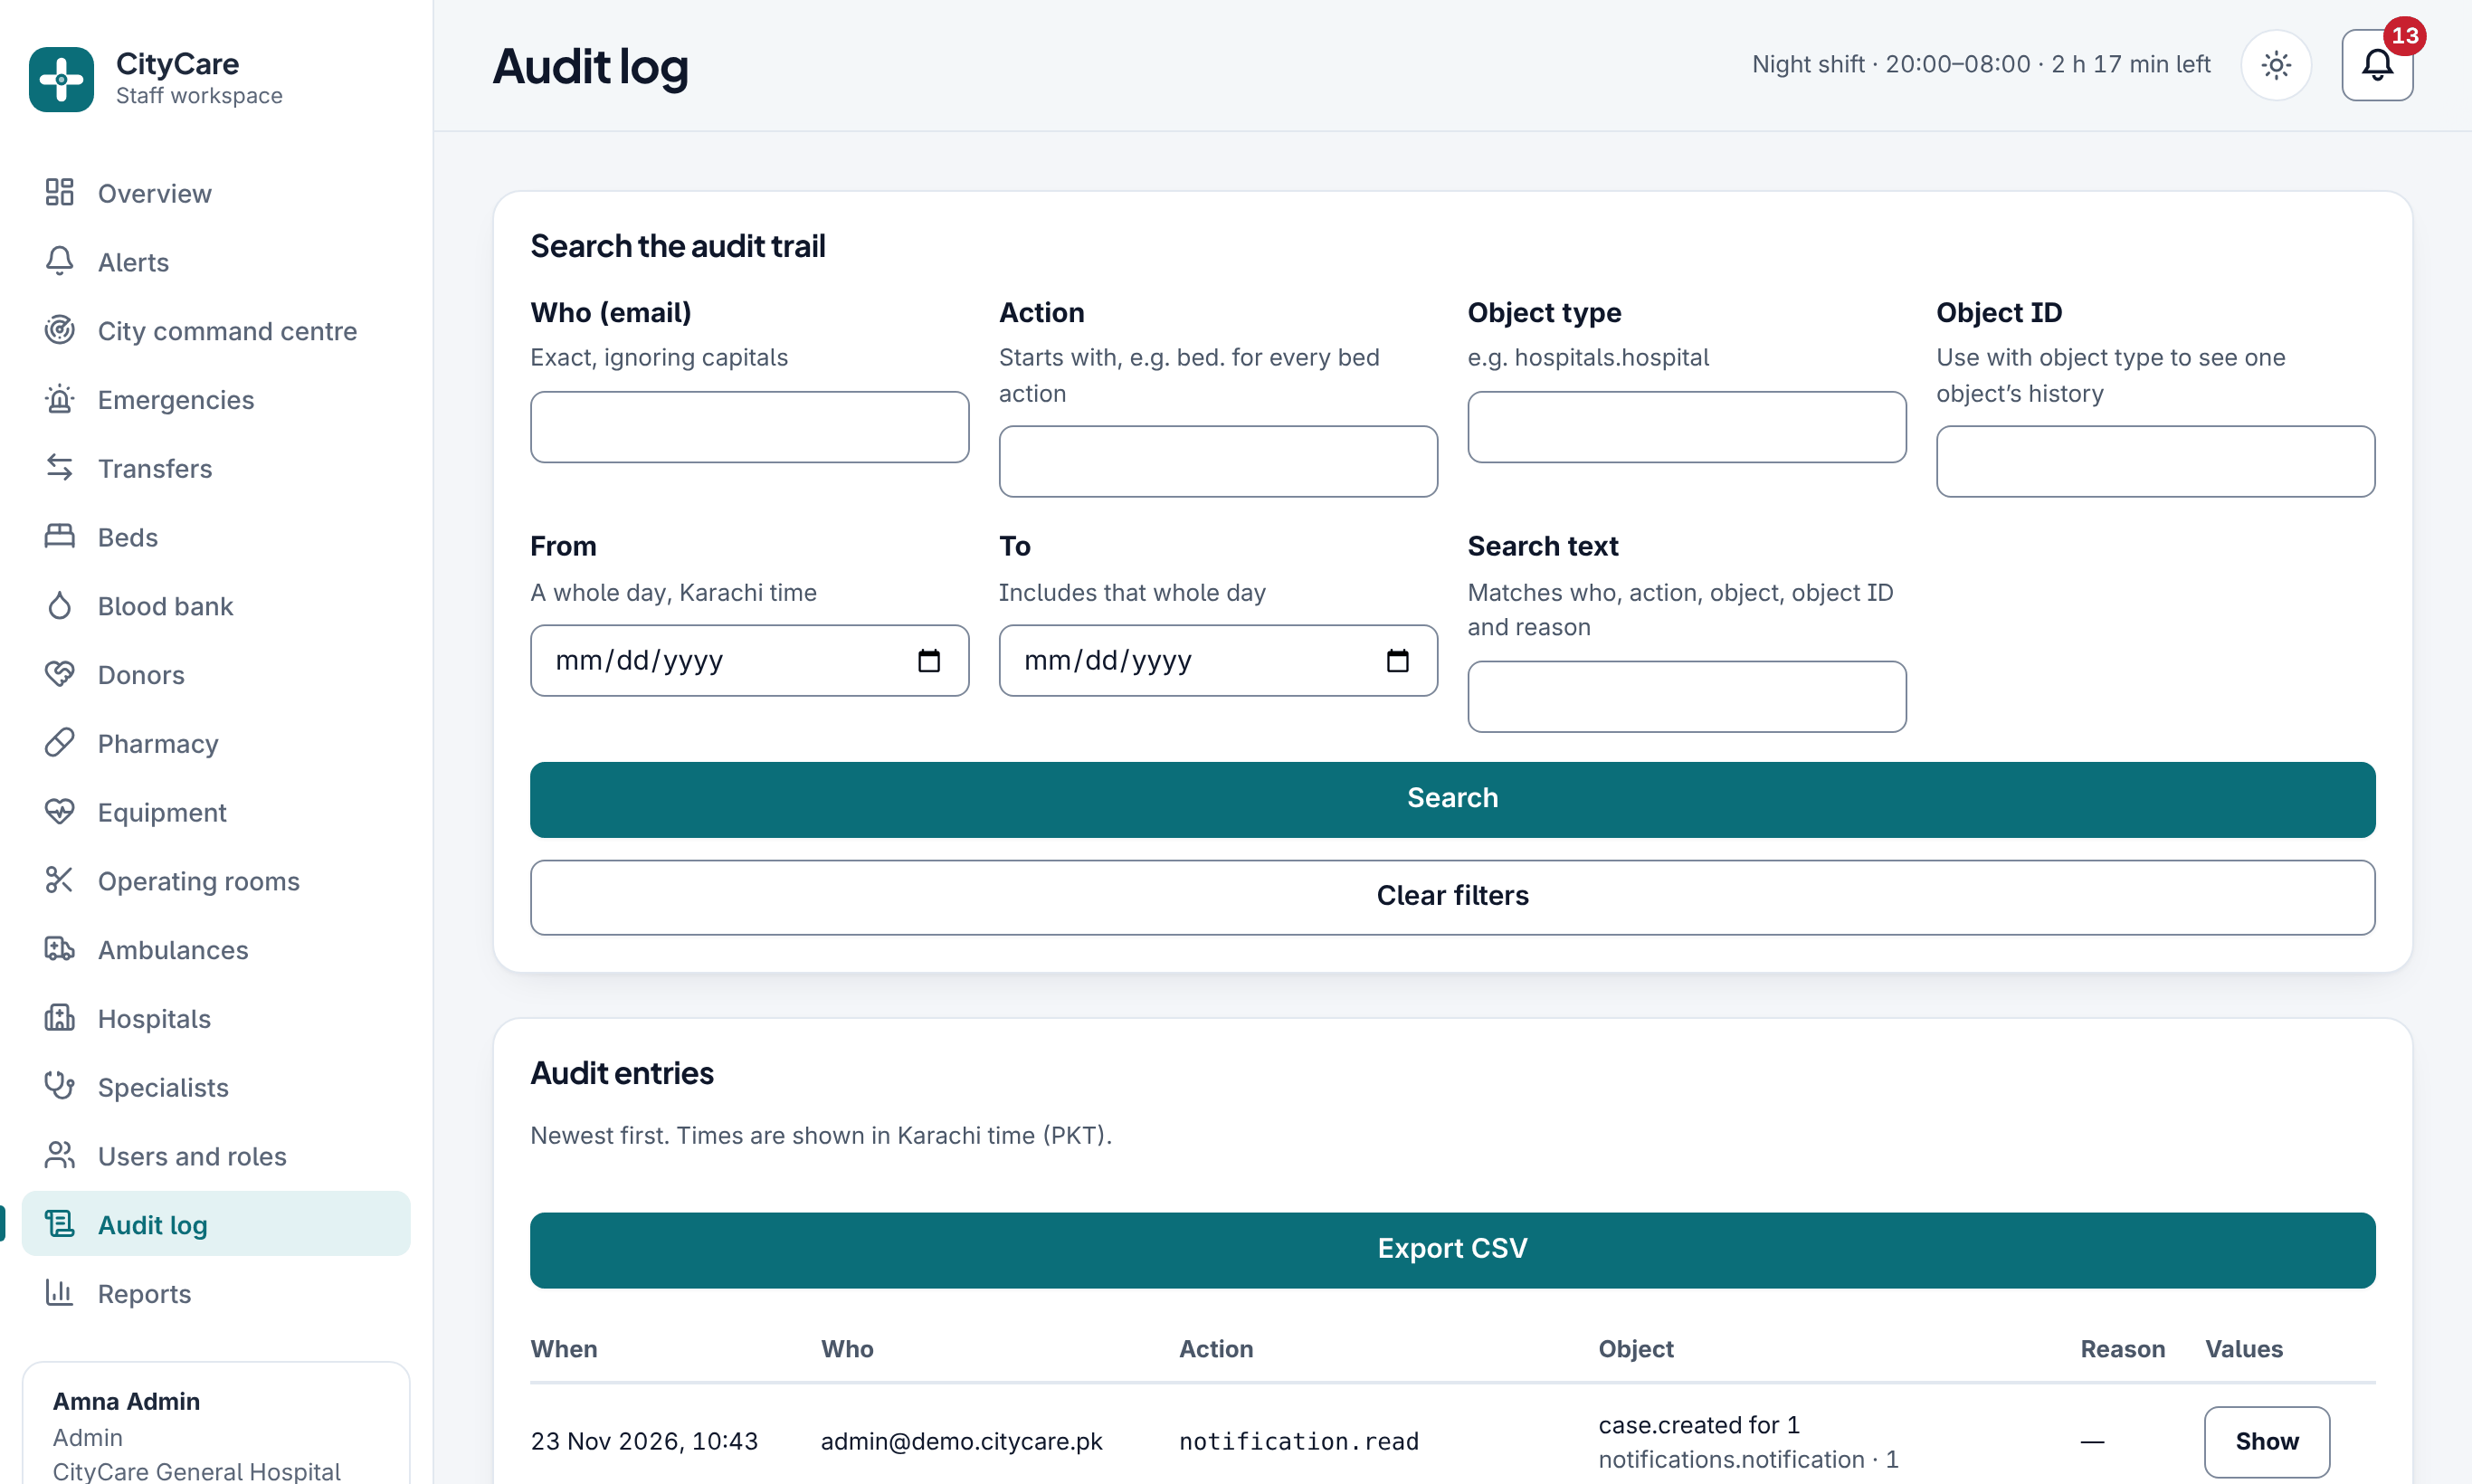 CityCare
Staff workspace
Overview
Alerts
City command centre
Emergencies
Transfers
Beds
Blood bank
Donors
Pharmacy
Equipment
Operating rooms
Ambulances
Hospitals
Specialists
Users and roles
Audit log
Reports
Amna Admin
Admin
CityCare General Hospital
Audit log
Night shift · 20:00–08:00 · 2 h 17 min left
13
Search the audit trail
Who (email)
Exact, ignoring capitals
Action
Starts with, e.g. bed. for every bed
action
Object type
e.g. hospitals.hospital
Object ID
Use with object type to see one
object’s history
From
A whole day, Karachi time
mm/dd/yyyy
To
Includes that whole day
mm/dd/yyyy
Search text
Matches who, action, object, object ID
and reason
Search
Clear filters
Audit entries
Newest first. Times are shown in Karachi time (PKT).
Export CSV
When Who Action Object Reason Values
23 Nov 2026, 10:43 admin@demo.citycare.pk notification.read case.created for 1 — Show
notifications.notification · 1